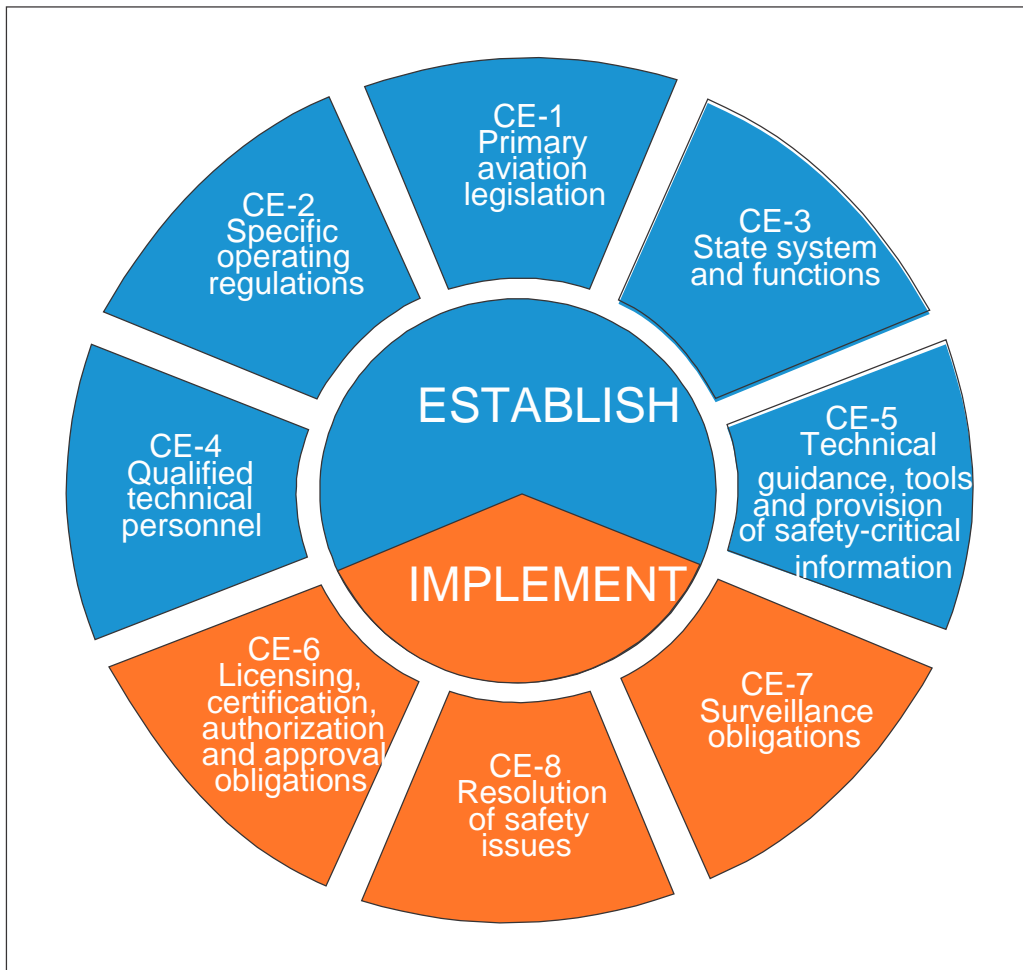 CE-1
Primary
aviation
legislation
CE-2
Specific
operating
regulations
CE-3
State system
and functions
CE-4
Qualified
technical
personnel
CE-5
Technical
guidance, tools
and provision
of safety-critical
information
ESTABLISH
IMPLEMENT
CE-6
Licensing,
certification,
authorization
and approval
obligations
CE-7
Surveillance
obligations
CE-8
Resolution
of safety
issues